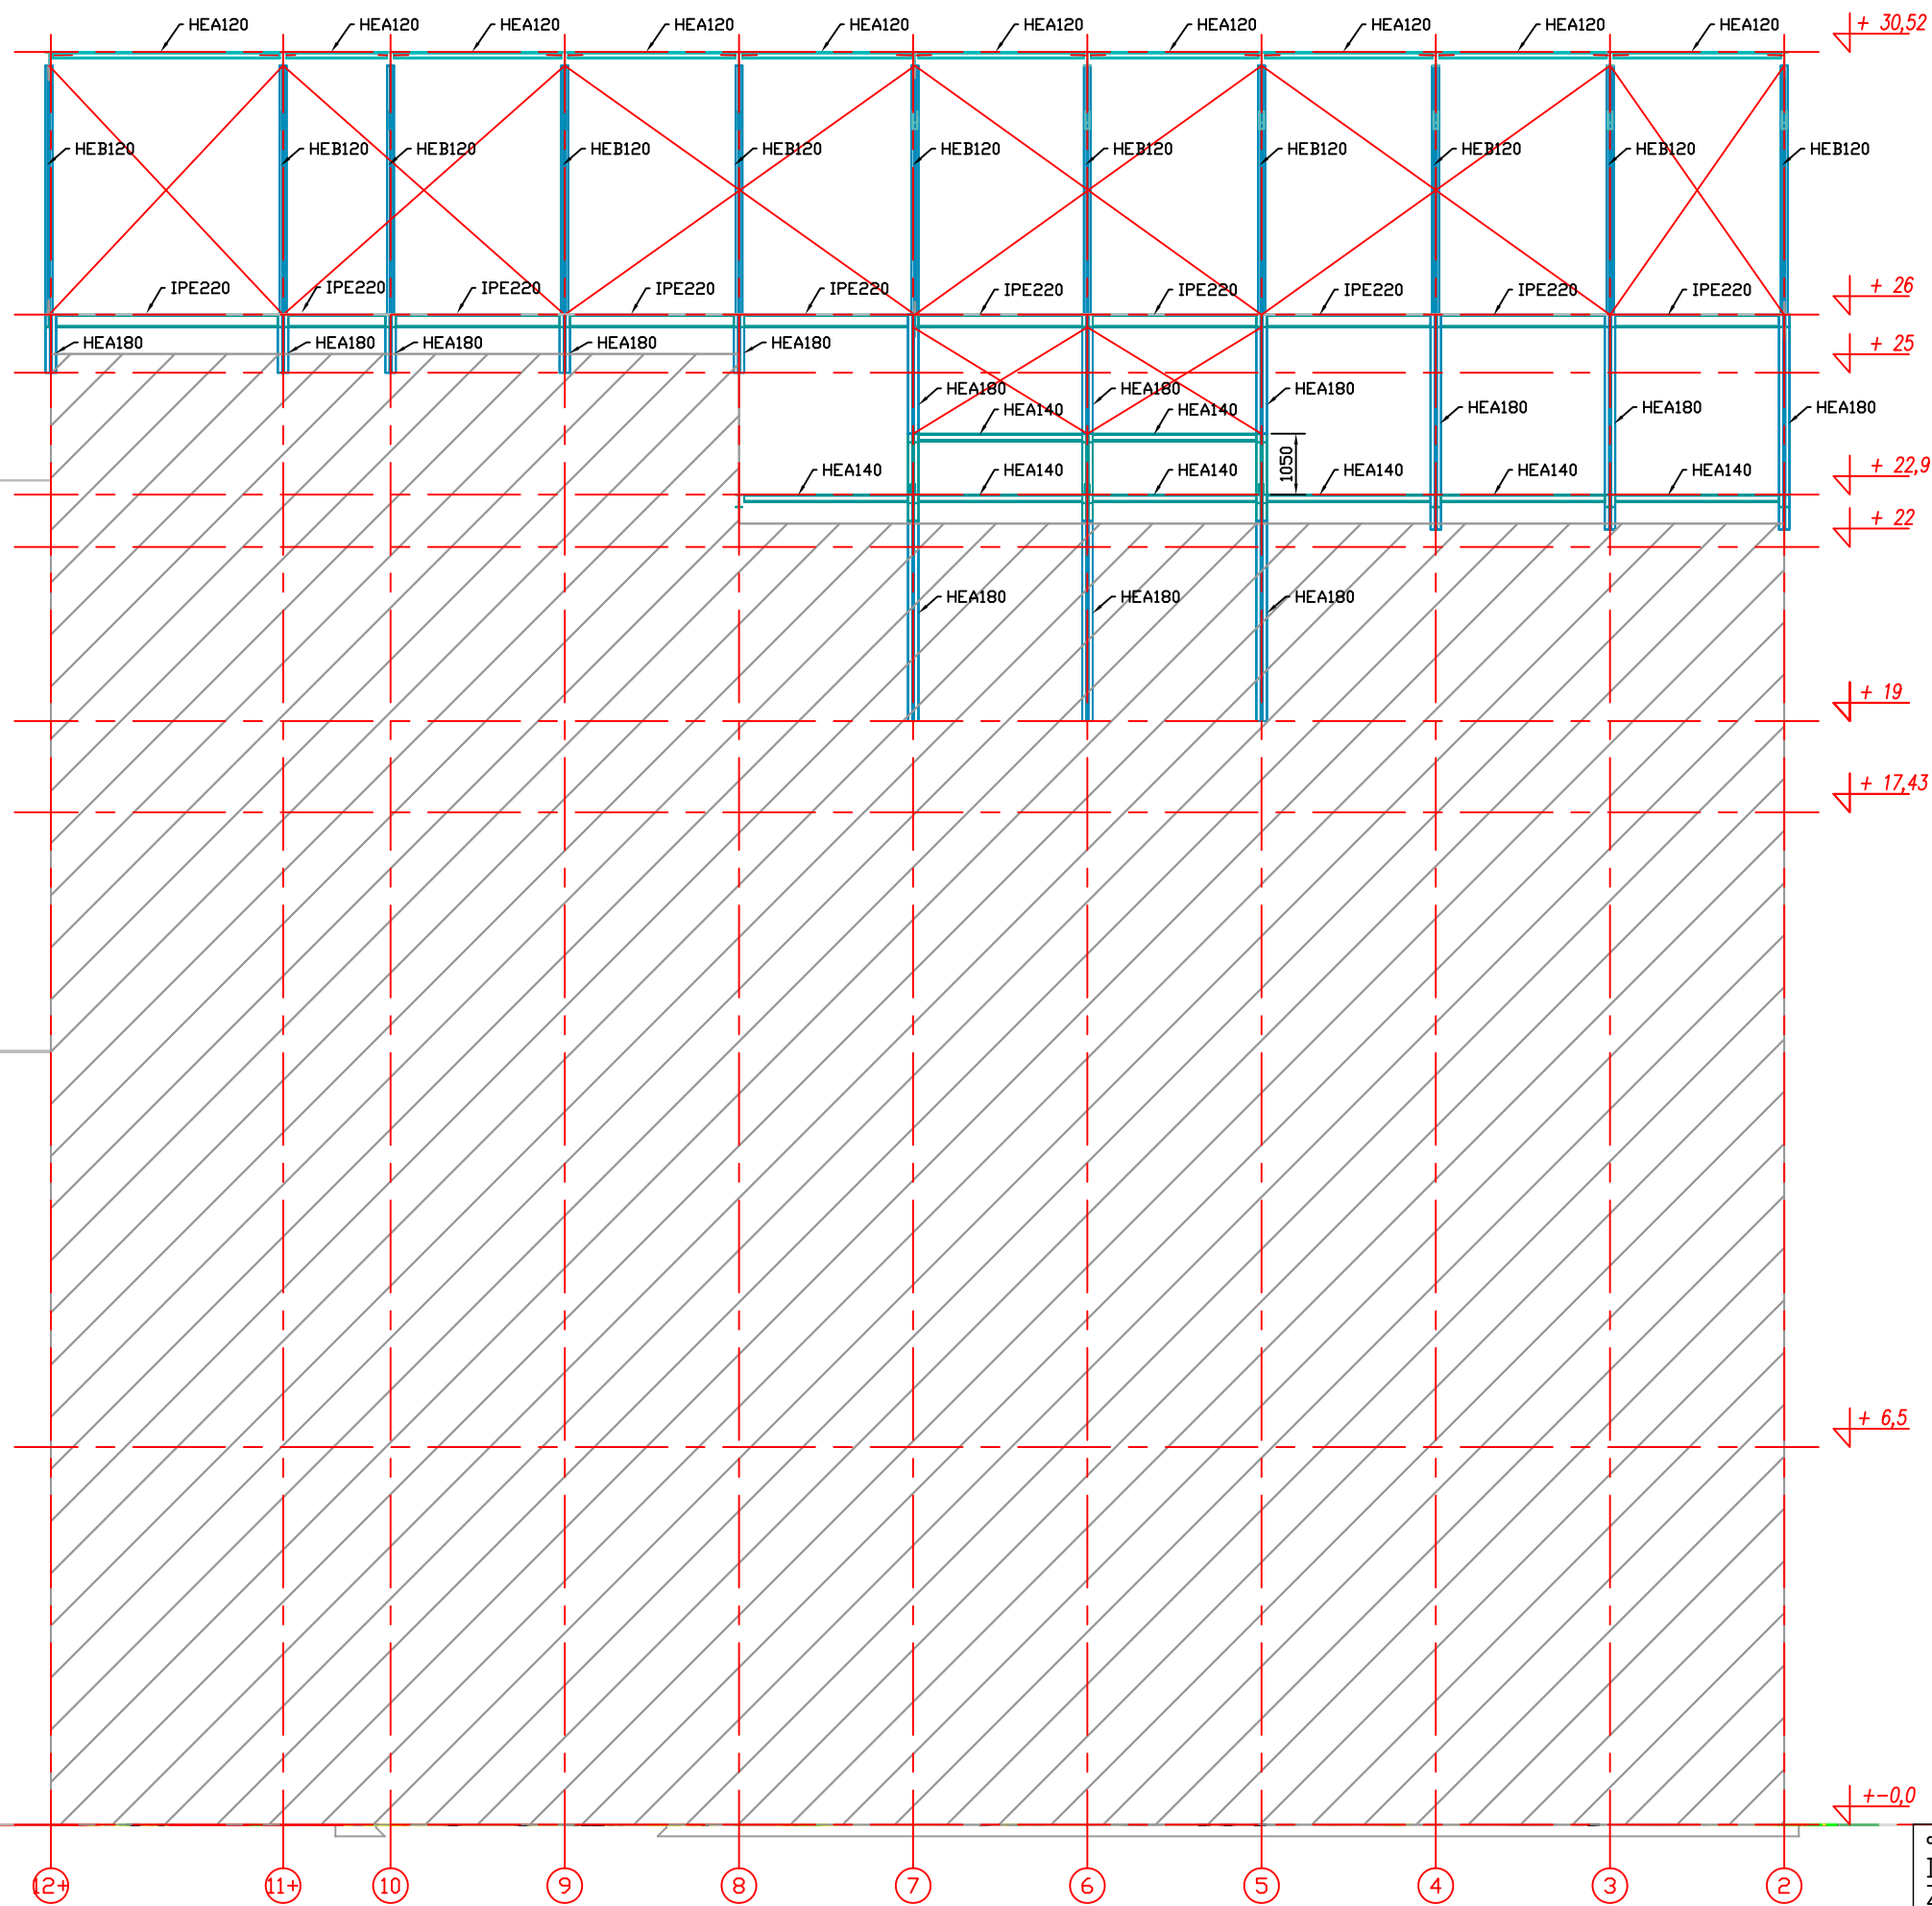 HEA120 HEA120 HEA120 HEA120 HEA120 HEA120 HEA120 HEA120 HEA120 HEA120
+ 30,52
HEB120 HEB120 HEB120 HEB120 HEB120 HEB120 HEB120 HEB120 HEB120 HEB120 HEB120
IPE220 IPE220 IPE220 IPE220 IPE220 IPE220 IPE220 IPE220 IPE220 IPE220
+ 26
HEA180 HEA180 HEA180 HEA180 HEA180
+ 25
HEA180 HEA180 HEA180
HEA140 HEA140
HEA180 HEA180 HEA180
1050
HEA140 HEA140 HEA140 HEA140 HEA140 HEA140
+ 22,9
+ 22
HEA180 HEA180 HEA180
+ 19
+ 17,43
+ 6,5
+-0,0
12+ 11+ 10 9 8 7 6 5 4 3 2